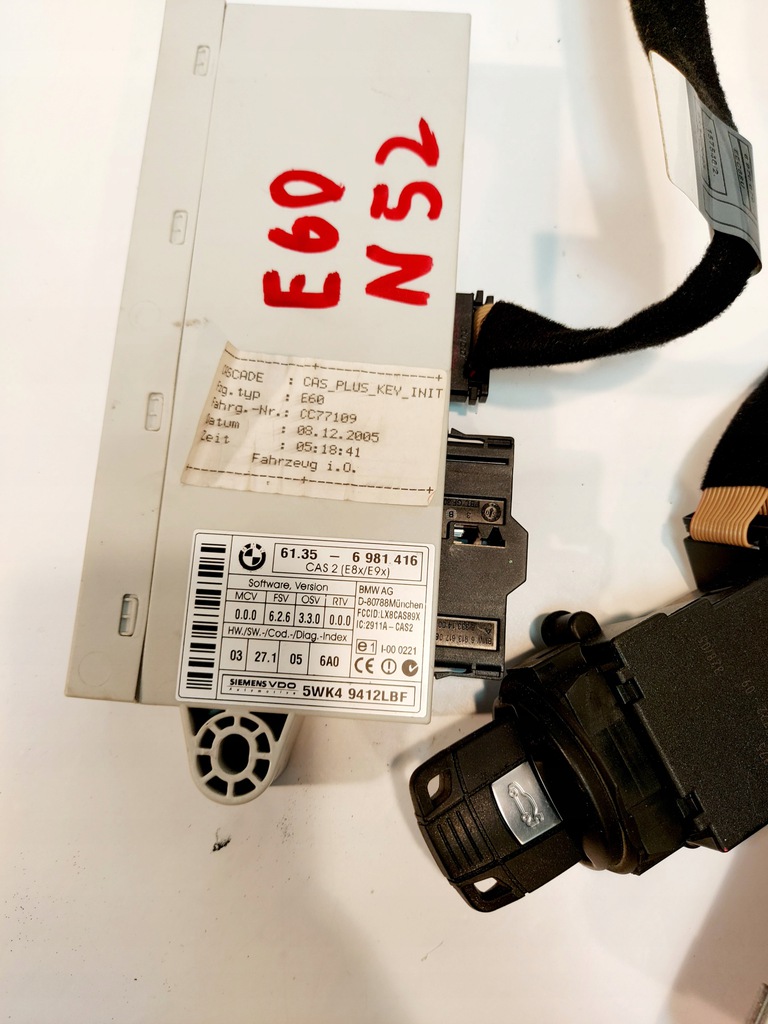 E60
N52
CASCADE : CAS_PLUS_KEY_INIT
Fzg.typ : E60
Fahrg.-Nr.: CC77109
Datum : 08.12.2005
Zeit : 05:18:41
Fahrzeug i.O.
61.35 – 6 981 416
CAS 2 (E8x/E9x)
Software, Version
MCV FSV OSV RTV
0.0.0 6.2.6 3.3.0 0.0.0
HW./SW.-/Cod.-/Diag.-Index
03 27.1 05 6A0
BMW AG
D-80788München
FCCID:LX8CAS89X
IC:2911A – CAS2
e1 I-00 0221
CE
SIEMENS VDO
Automotive
5WK4 9412LBF